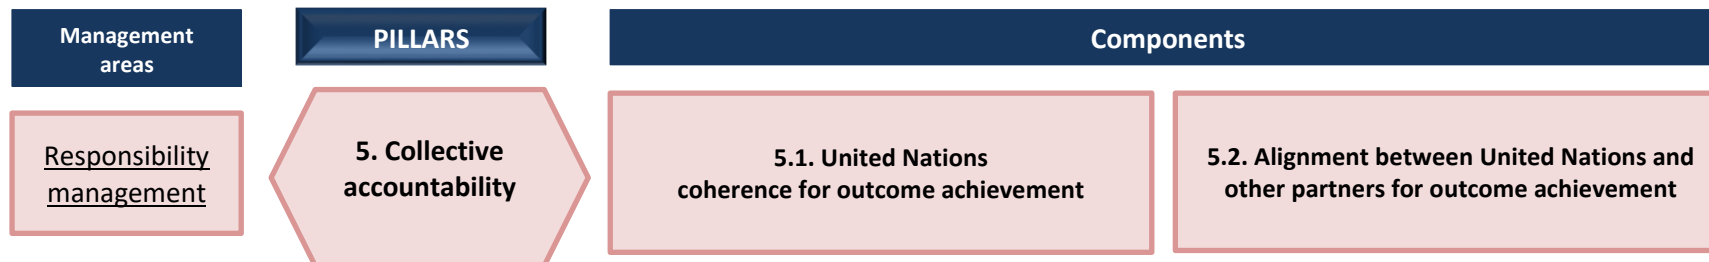 Management
areas
PILLARS
Components
Responsibility
management
5. Collective
accountability
5.1. United Nations
coherence for outcome achievement
5.2. Alignment between United Nations and
other partners for outcome achievement